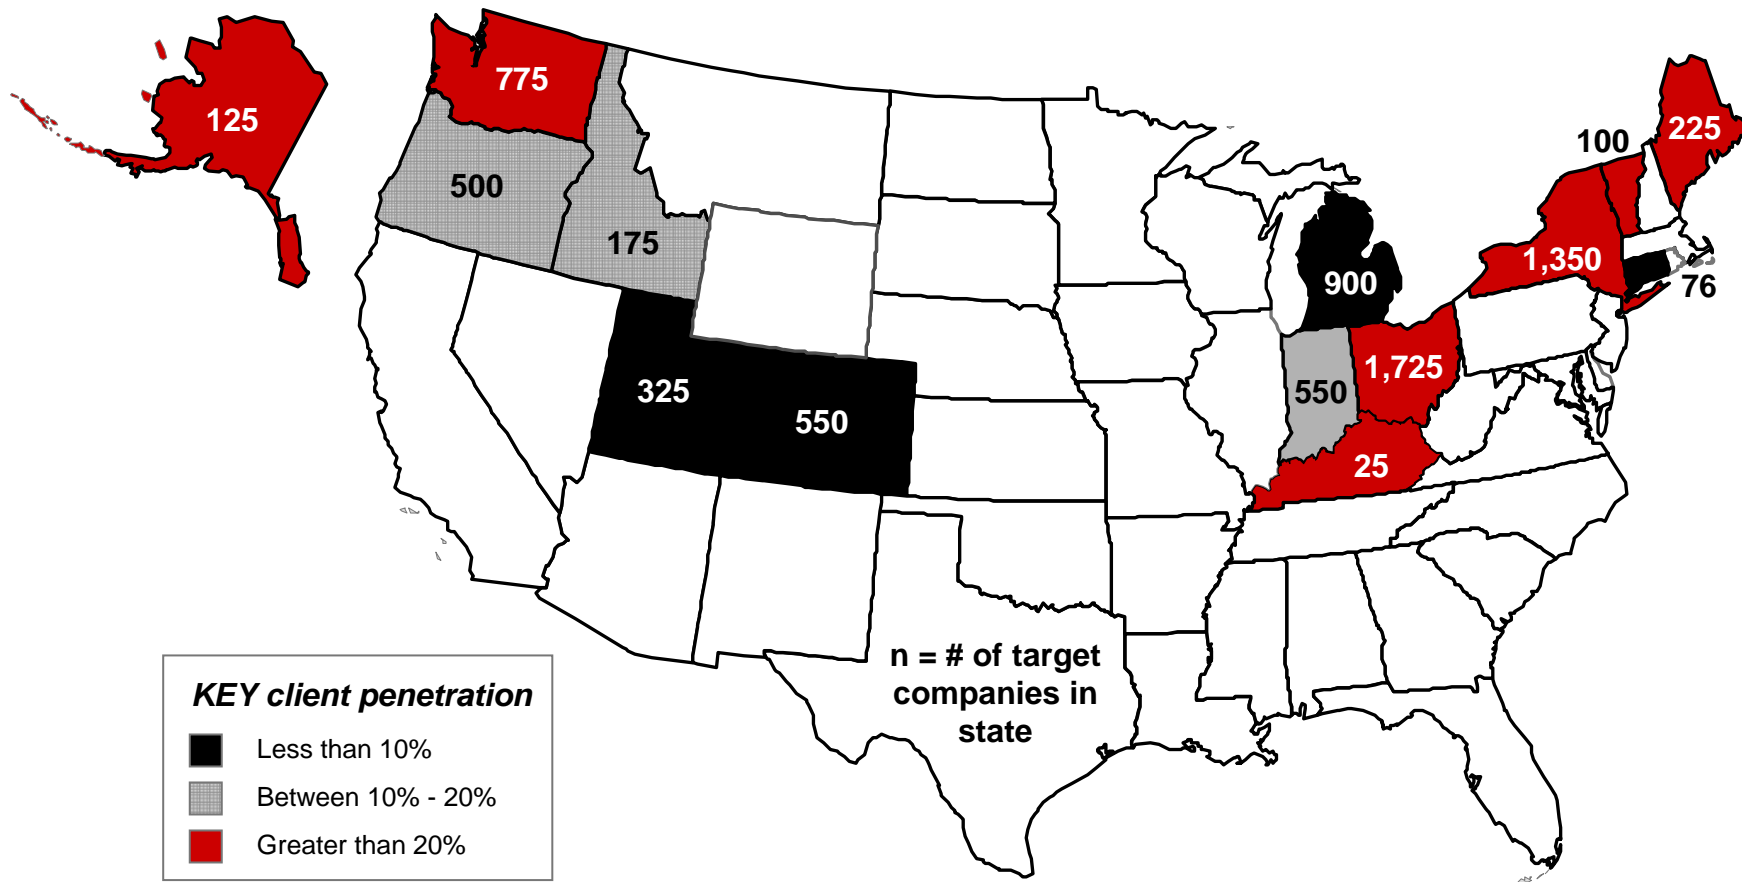 775
125
100
225
500
175
1,350
900
76
1,725
325
550
550
25
n = # of target
companies in
state
KEY client penetration
Less than 10%
Between 10% - 20%
Greater than 20%